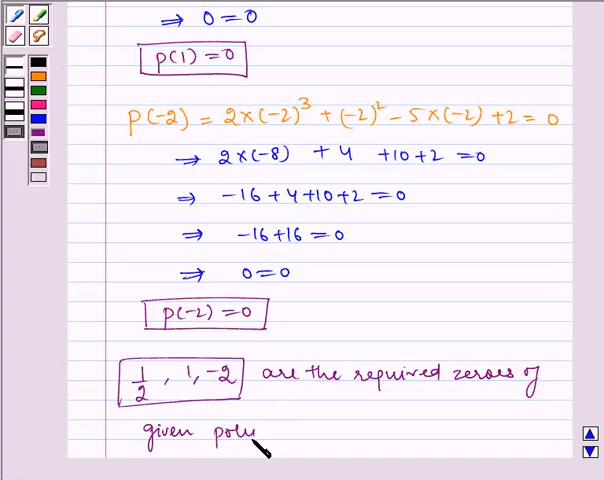 ⇒ 0=0
p(1)=0
p(-2) = 2×(-2)³ + (-2)² - 5×(-2) +2 = 0
⇒ 2×(-8) + 4 +10+2 =0
⇒ -16+4+10+2 =0
⇒ -16+16 =0
⇒ 0=0
p(-2) =0
1/2 , 1, -2 are the required zeroes of
given poly